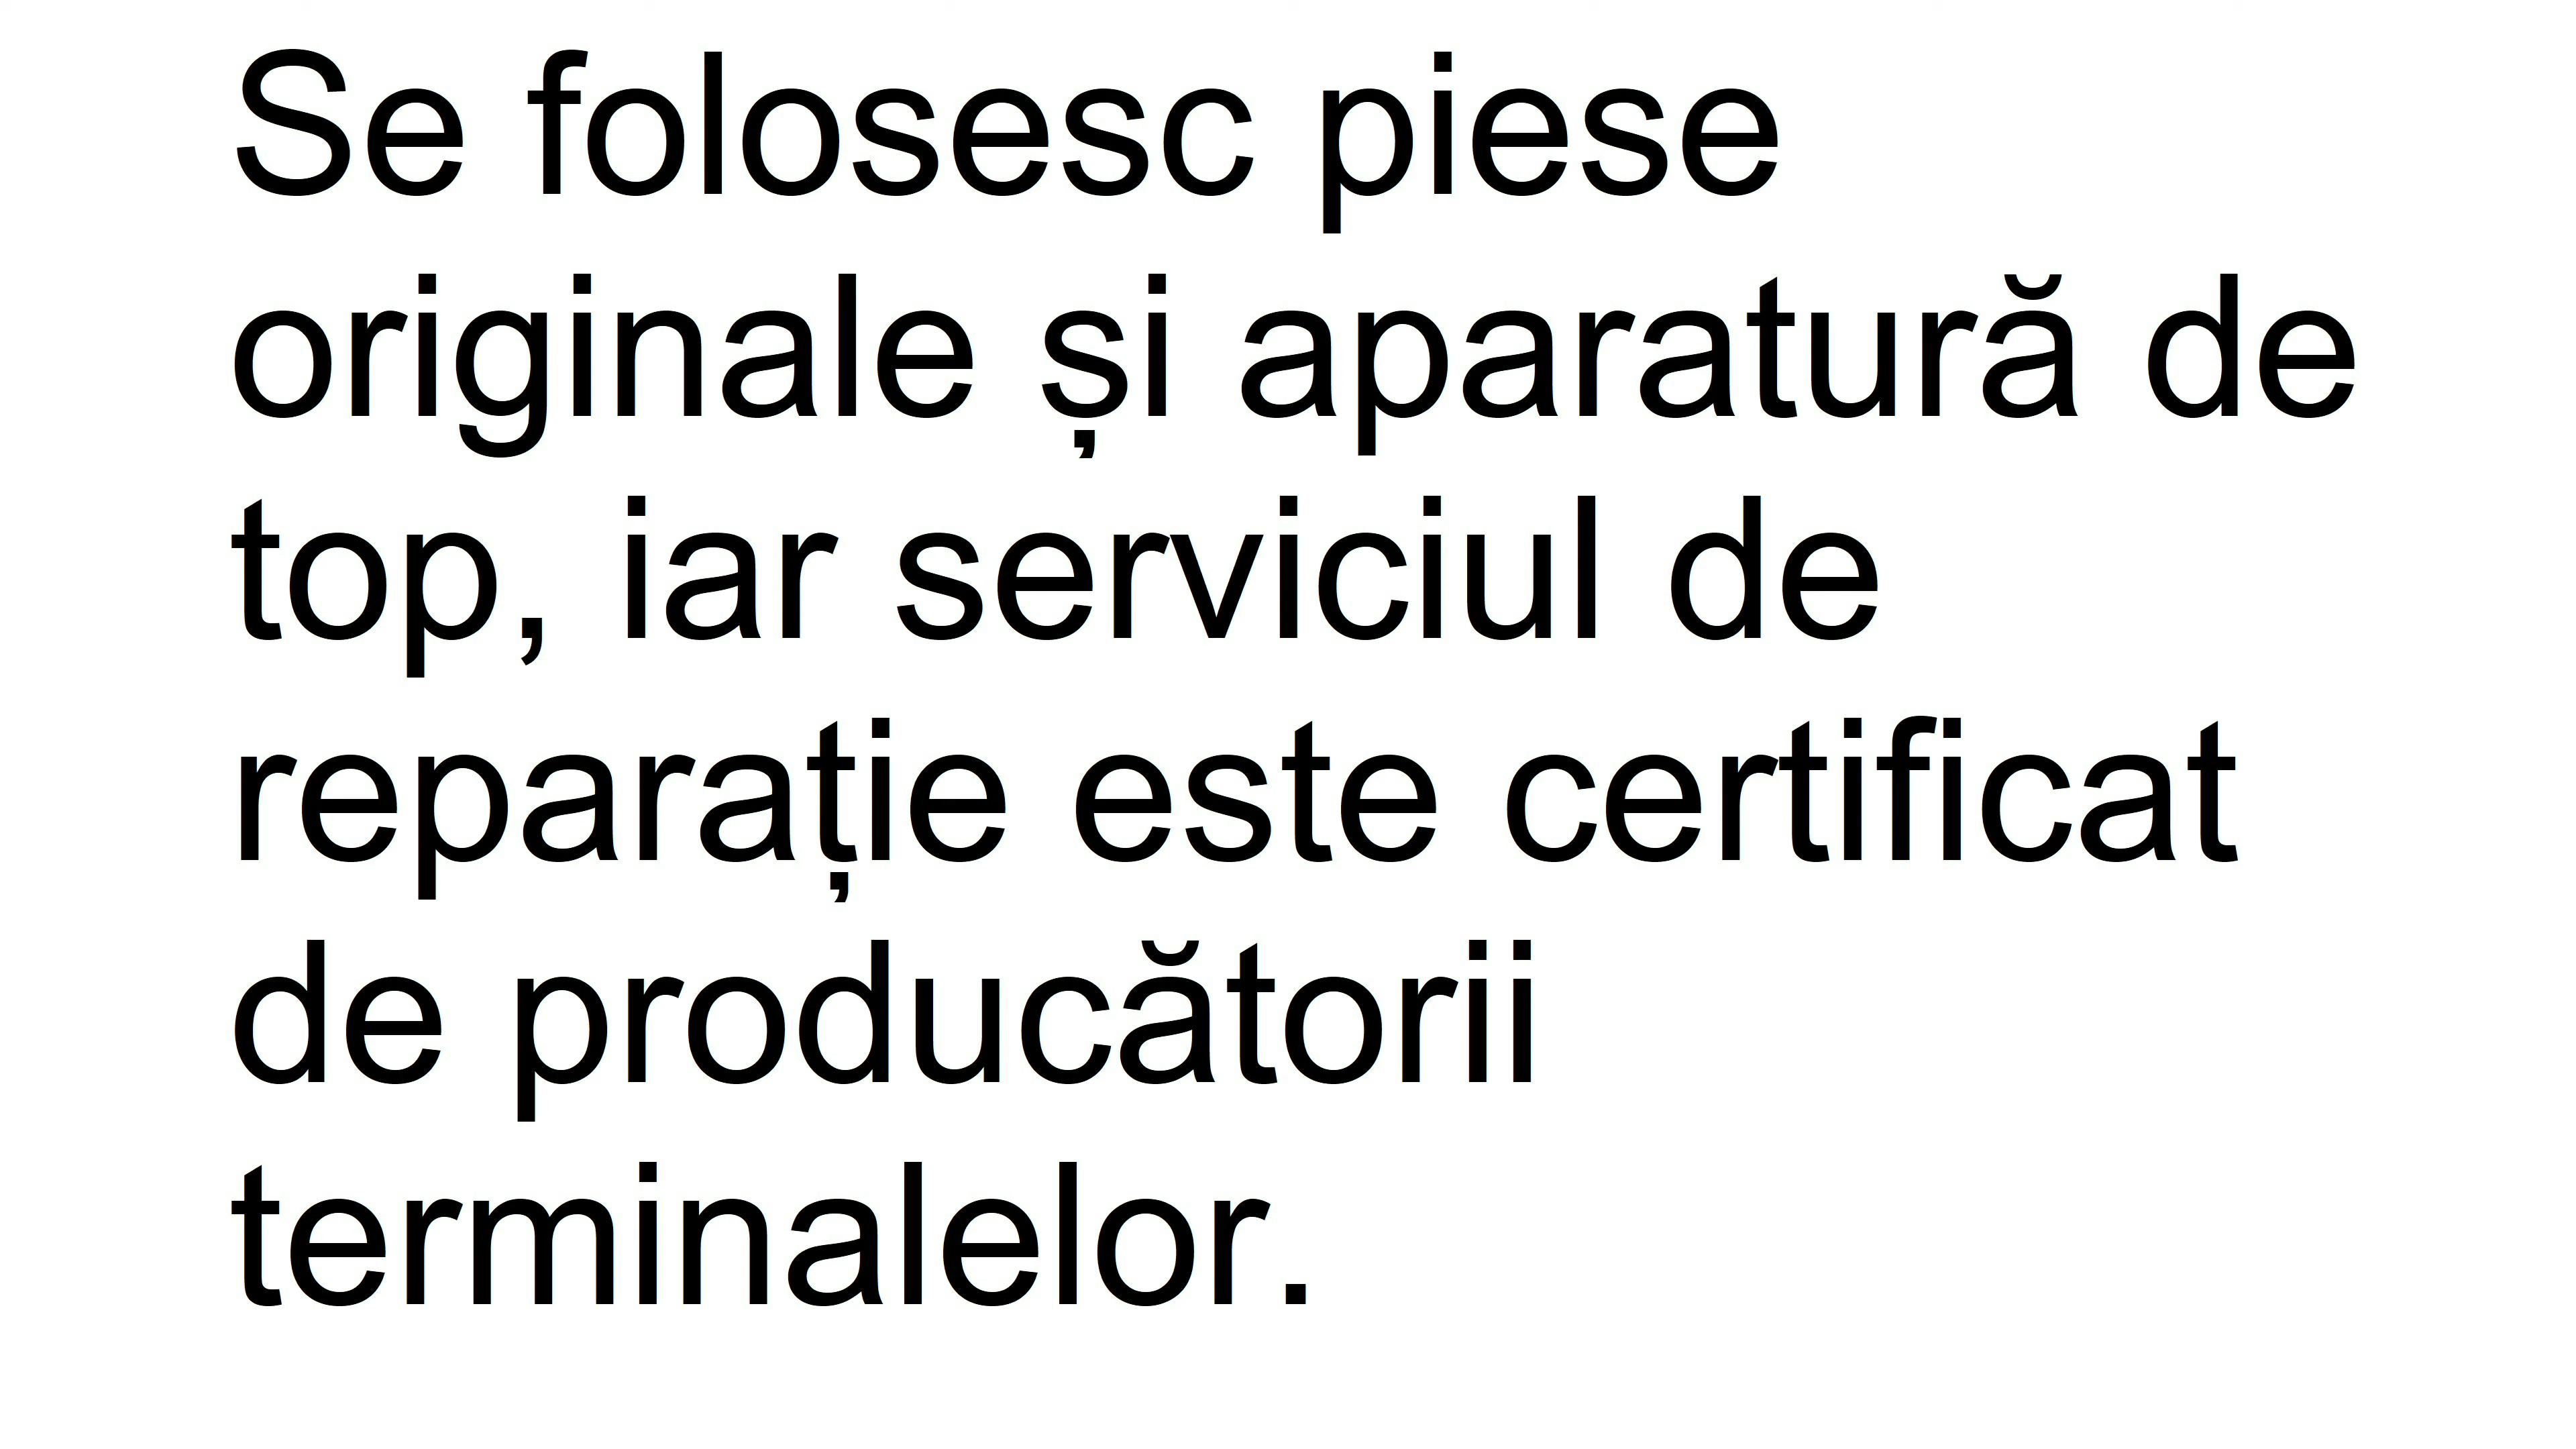 Se folosesc piese
originale și aparatură de
top, iar serviciul de
reparație este certificat
de producătorii
terminalelor.